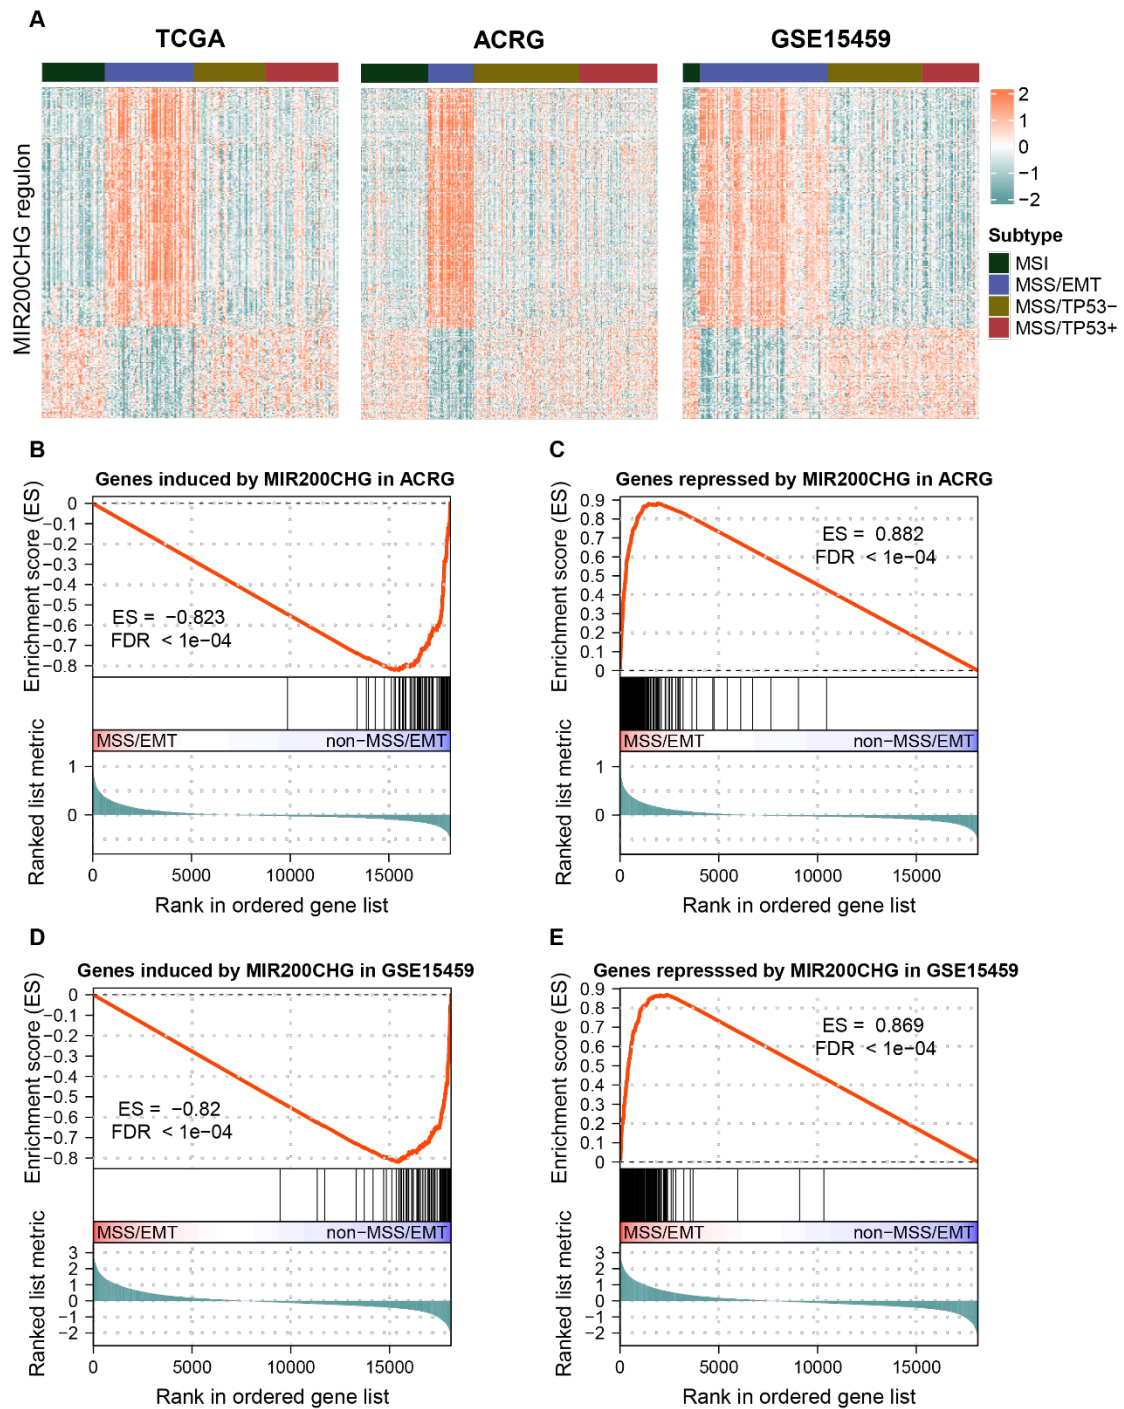 A
TCGA
ACRG
GSE15459
MIR200CHG regulon
2
1
0
−1
−2
Subtype
MSI
MSS/EMT
MSS/TP53−
MSS/TP53+
B
Genes induced by MIR200CHG in ACRG
Enrichment score (ES)
0
−0.1
−0.2
−0.3
−0.4
−0.5
−0.6
−0.7
−0.8
ES = −0.823
FDR < 1e−04
MSS/EMT
non−MSS/EMT
Ranked list metric
1
0
0
5000
10000
15000
Rank in ordered gene list
C
Genes repressed by MIR200CHG in ACRG
Enrichment score (ES)
0.9
0.8
0.7
0.6
0.5
0.4
0.3
0.2
0.1
0
ES = 0.882
FDR < 1e−04
MSS/EMT
non−MSS/EMT
Ranked list metric
1
0
0
5000
10000
15000
Rank in ordered gene list
D
Genes induced by MIR200CHG in GSE15459
Enrichment score (ES)
0
−0.1
−0.2
−0.3
−0.4
−0.5
−0.6
−0.7
−0.8
ES = −0.82
FDR < 1e−04
MSS/EMT
non−MSS/EMT
Ranked list metric
3
2
1
0
−1
−2
0
5000
10000
15000
Rank in ordered gene list
E
Genes represssed by MIR200CHG in GSE15459
Enrichment score (ES)
0.9
0.8
0.7
0.6
0.5
0.4
0.3
0.2
0.1
0
ES = 0.869
FDR < 1e−04
MSS/EMT
non−MSS/EMT
Ranked list metric
3
2
1
0
−1
−2
0
5000
10000
15000
Rank in ordered gene list